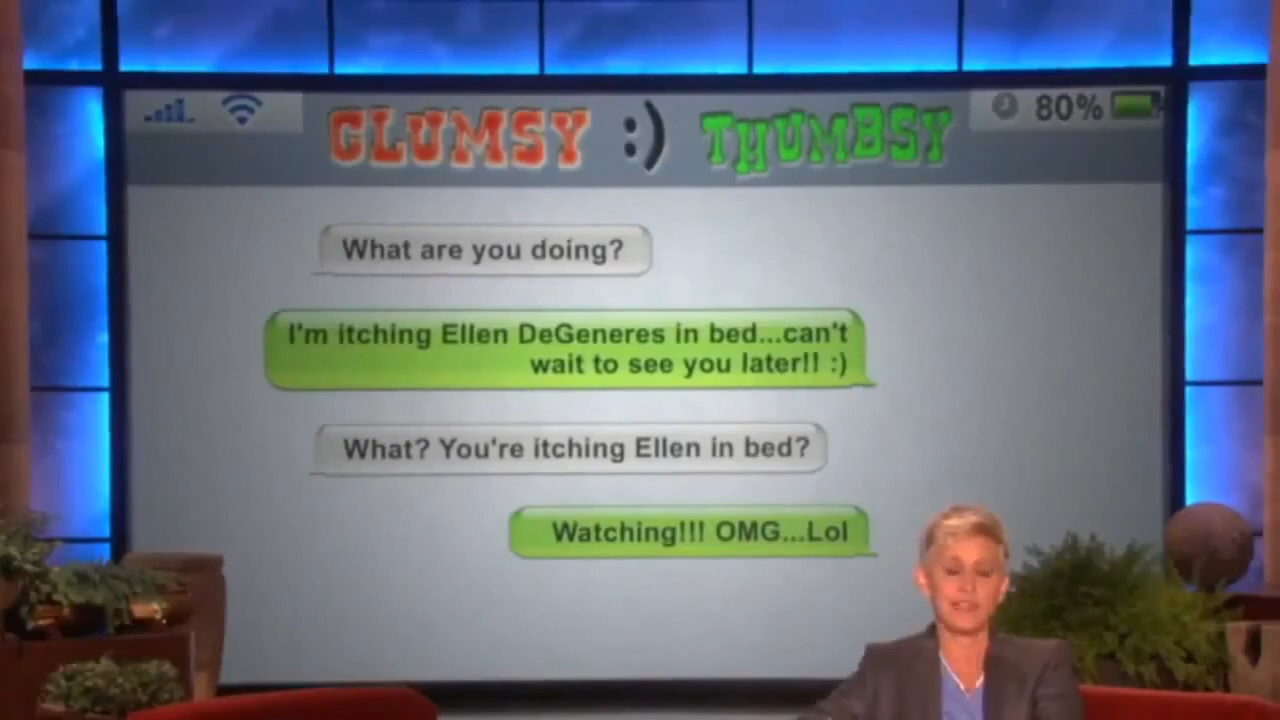 80%
CLUMSY :) THUMBSY
What are you doing?
I'm itching Ellen DeGeneres in bed...can't
wait to see you later!! :)
What? You're itching Ellen in bed?
Watching!!! OMG...Lol